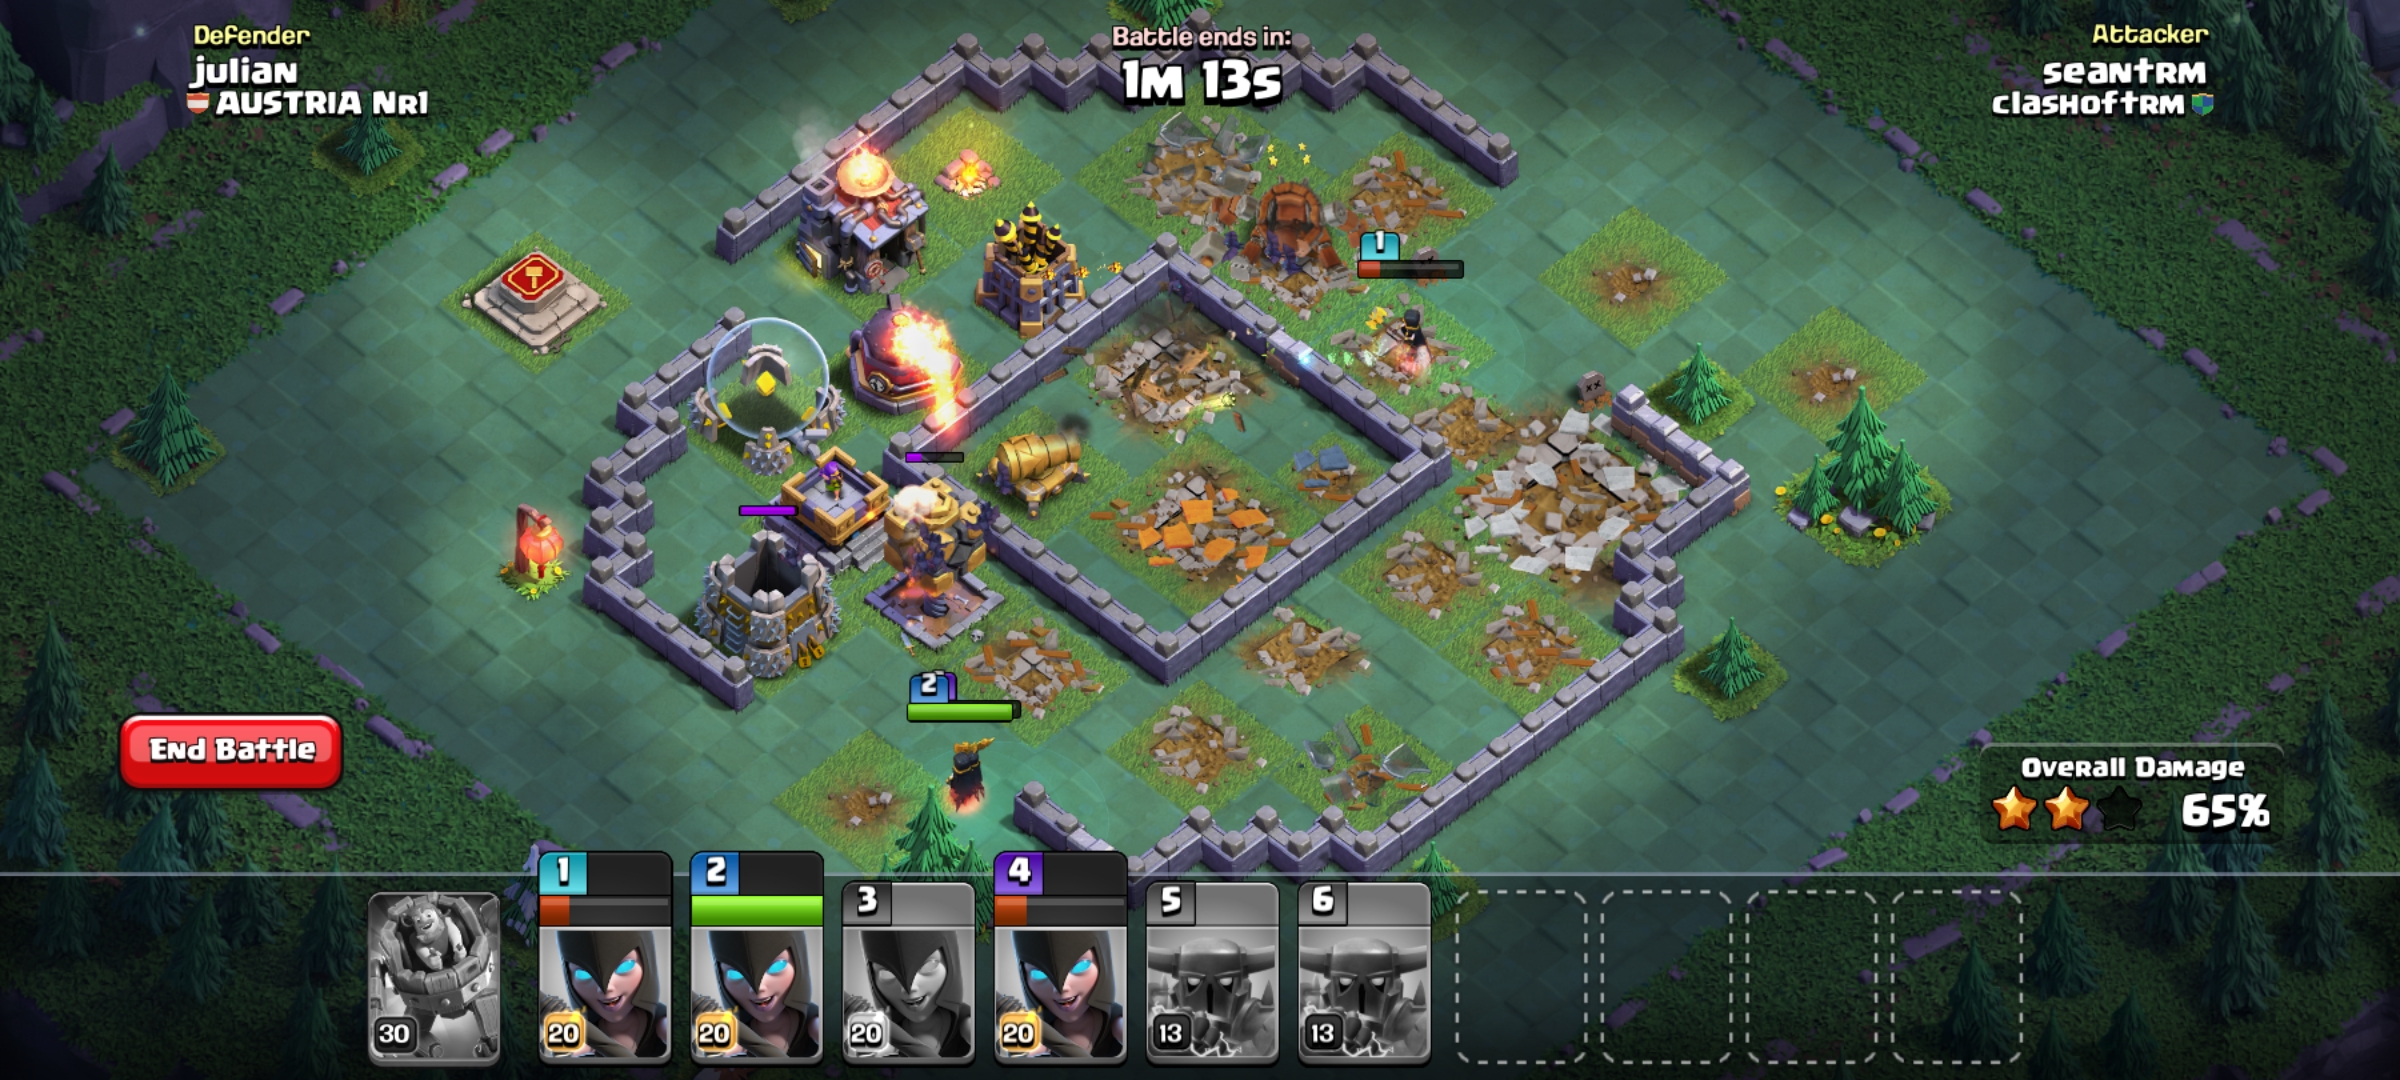 Defender
julian
AUSTRIA Nr1
Battle ends in:
1M 13s
Attacker
seantrm
clashoftrm
1
2
End Battle
Overall Damage
65%
1
2
3
4
5
6
30
20
20
20
20
13
13